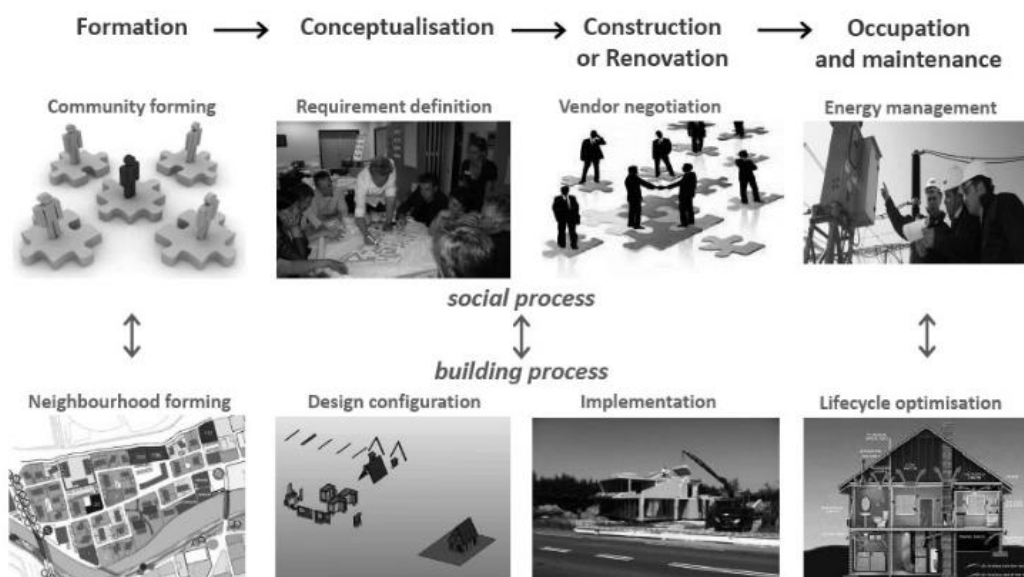 Formation
Conceptualisation
Construction
or Renovation
Occupation
and maintenance
Community forming
Requirement definition
Vendor negotiation
Energy management
social process
building process
Neighbourhood forming
Design configuration
Implementation
Lifecycle optimisation